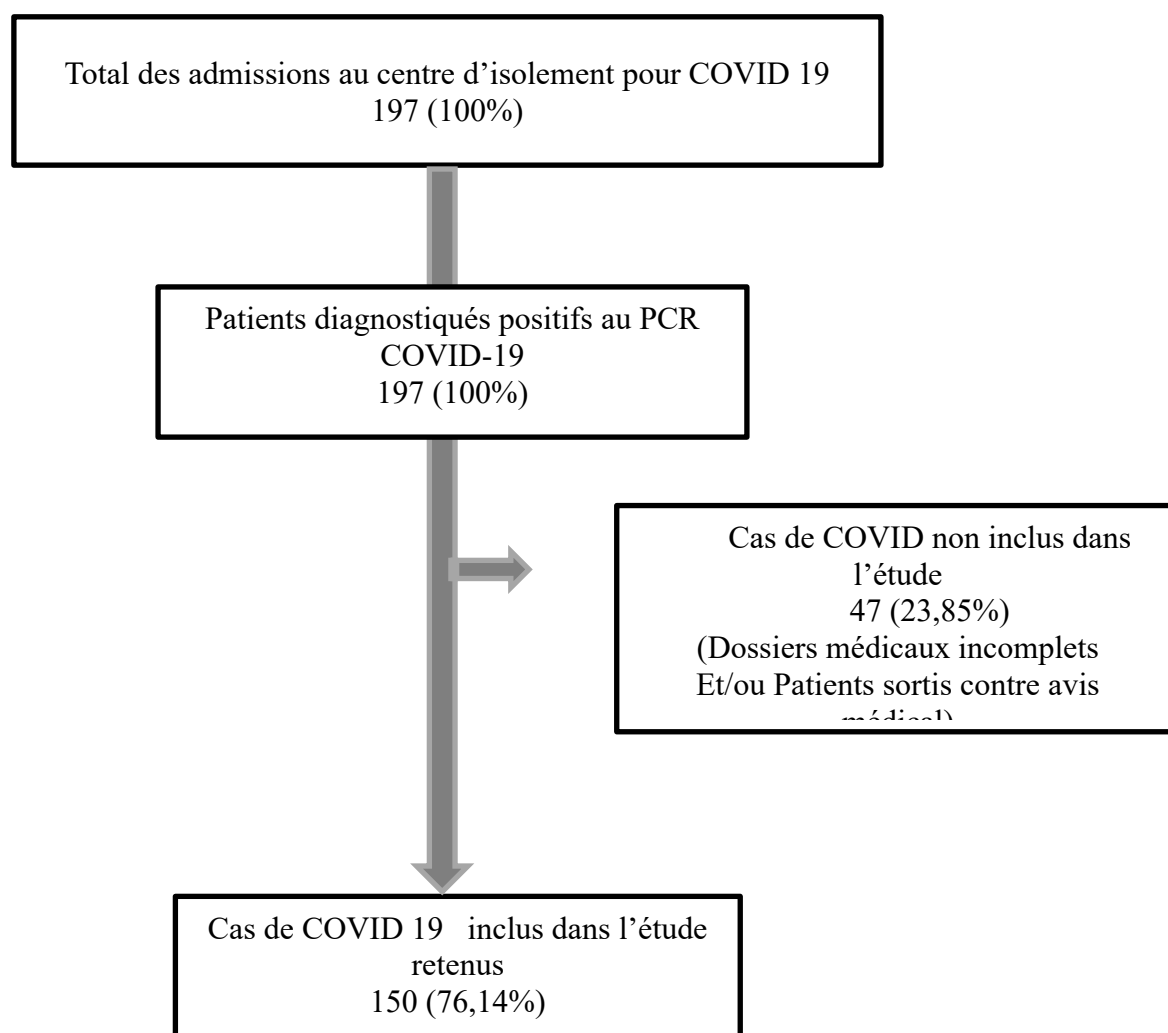 Total des admissions au centre d’isolement pour COVID 19
197 (100%)
Patients diagnostiqués positifs au PCR
COVID-19
197 (100%)
Cas de COVID non inclus dans
l’étude
47 (23,85%)
(Dossiers médicaux incomplets
Et/ou Patients sortis contre avis
médical)
Cas de COVID 19 inclus dans l’étude
retenus
150 (76,14%)